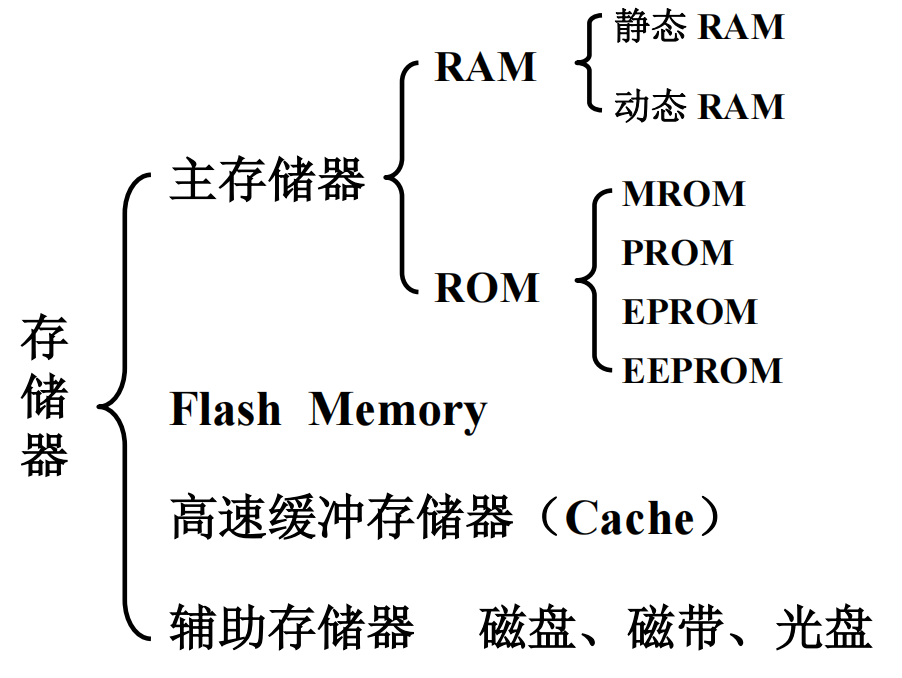 存储器
主存储器
RAM
静态 RAM
动态 RAM
ROM
MROM
PROM
EPROM
EEPROM
Flash Memory
高速缓冲存储器（Cache）
辅助存储器 磁盘、磁带、光盘